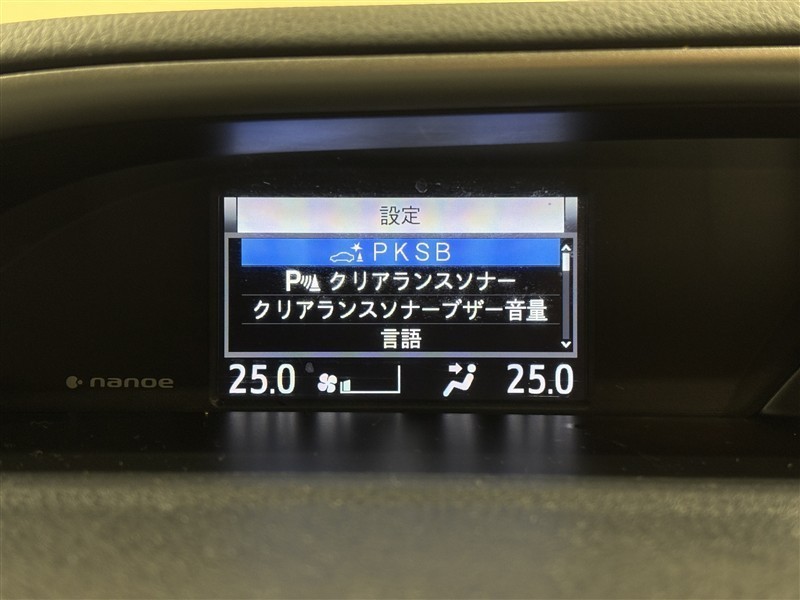 設定
PKSB
P クリアランスソナー
クリアランスソナーブザー音量
言語
25.0 25.0
nanoe